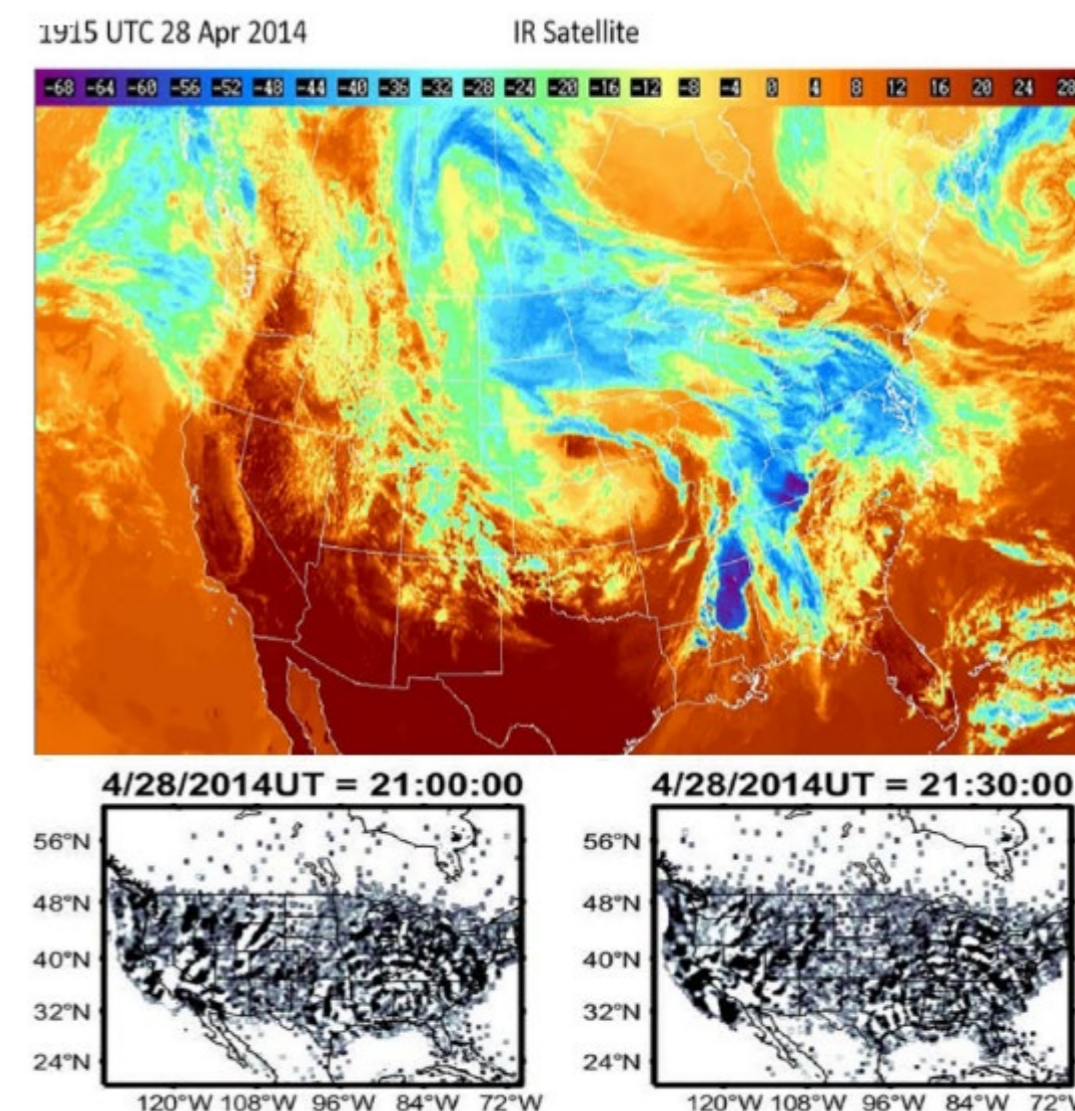 1915 UTC 28 Apr 2014 IR Satellite
-68 -64 -60 -56 -52 -48 -44 -40 -36 -32 -28 -24 -20 -16 -12 -8 -4 0 4 8 12 16 20 24 28
4/28/2014UT = 21:00:00 4/28/2014UT = 21:30:00
56°N 56°N
48°N 48°N
40°N 40°N
32°N 32°N
24°N 24°N
120°W 108°W 96°W 84°W 72°W 120°W 108°W 96°W 84°W 72°W